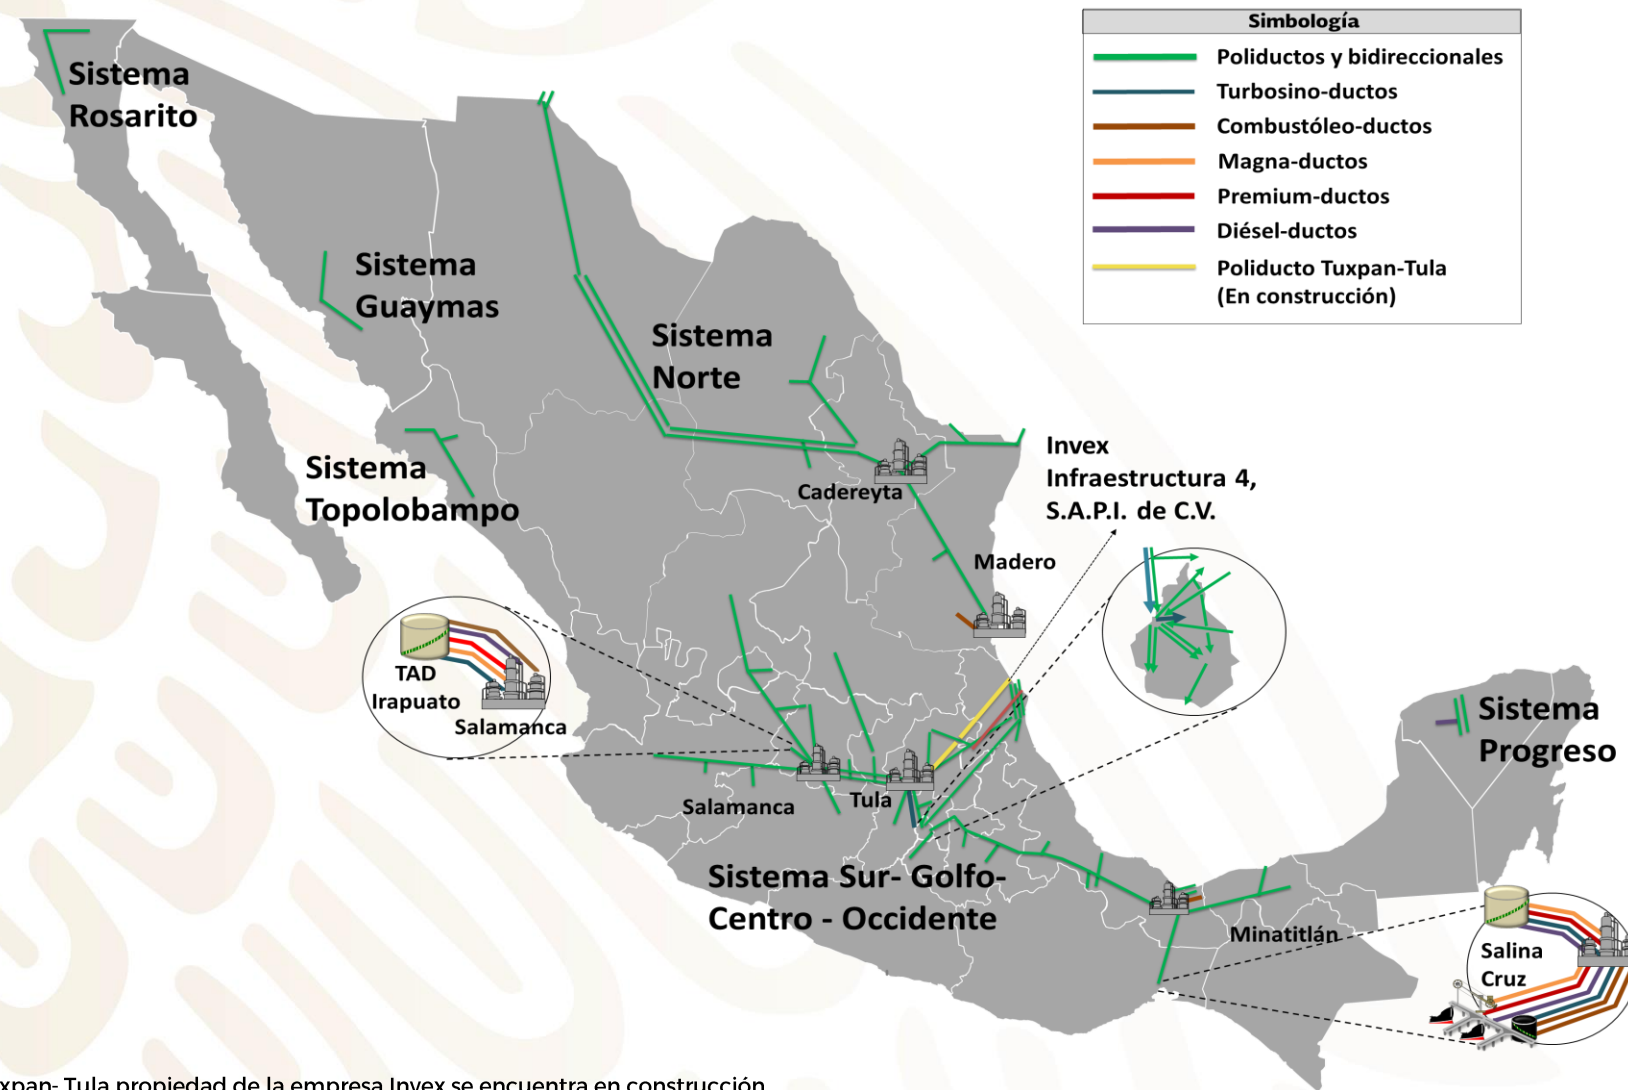 Simbología
Poliductos y bidireccionales
Turbosino-ductos
Combustóleo-ductos
Magna-ductos
Premium-ductos
Diésel-ductos
Poliducto Tuxpan-Tula
(En construcción)
Sistema
Rosarito
Sistema
Guaymas
Sistema
Norte
Sistema
Topolobampo
Cadereyta
Invex
Infraestructura 4,
S.A.P.I. de C.V.
Madero
TAD
Irapuato
Salamanca
Salamanca
Tula
Sistema
Progreso
Sistema Sur- Golfo-
Centro - Occidente
Minatitlán
Salina
Cruz
xpan- Tula propiedad de la empresa Invex se encuentra en construcción